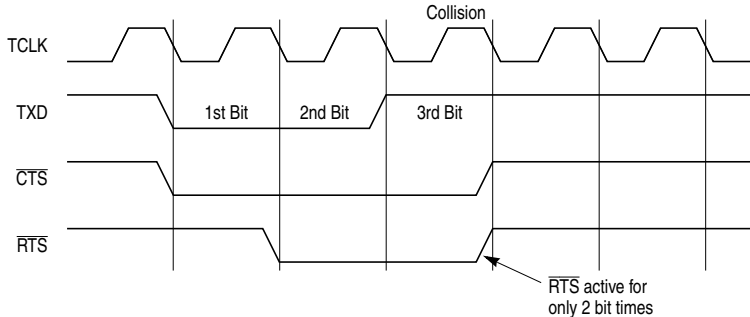 Collision
TCLK
TXD
1st Bit
2nd Bit
3rd Bit
CTS
RTS
RTS active for
only 2 bit times